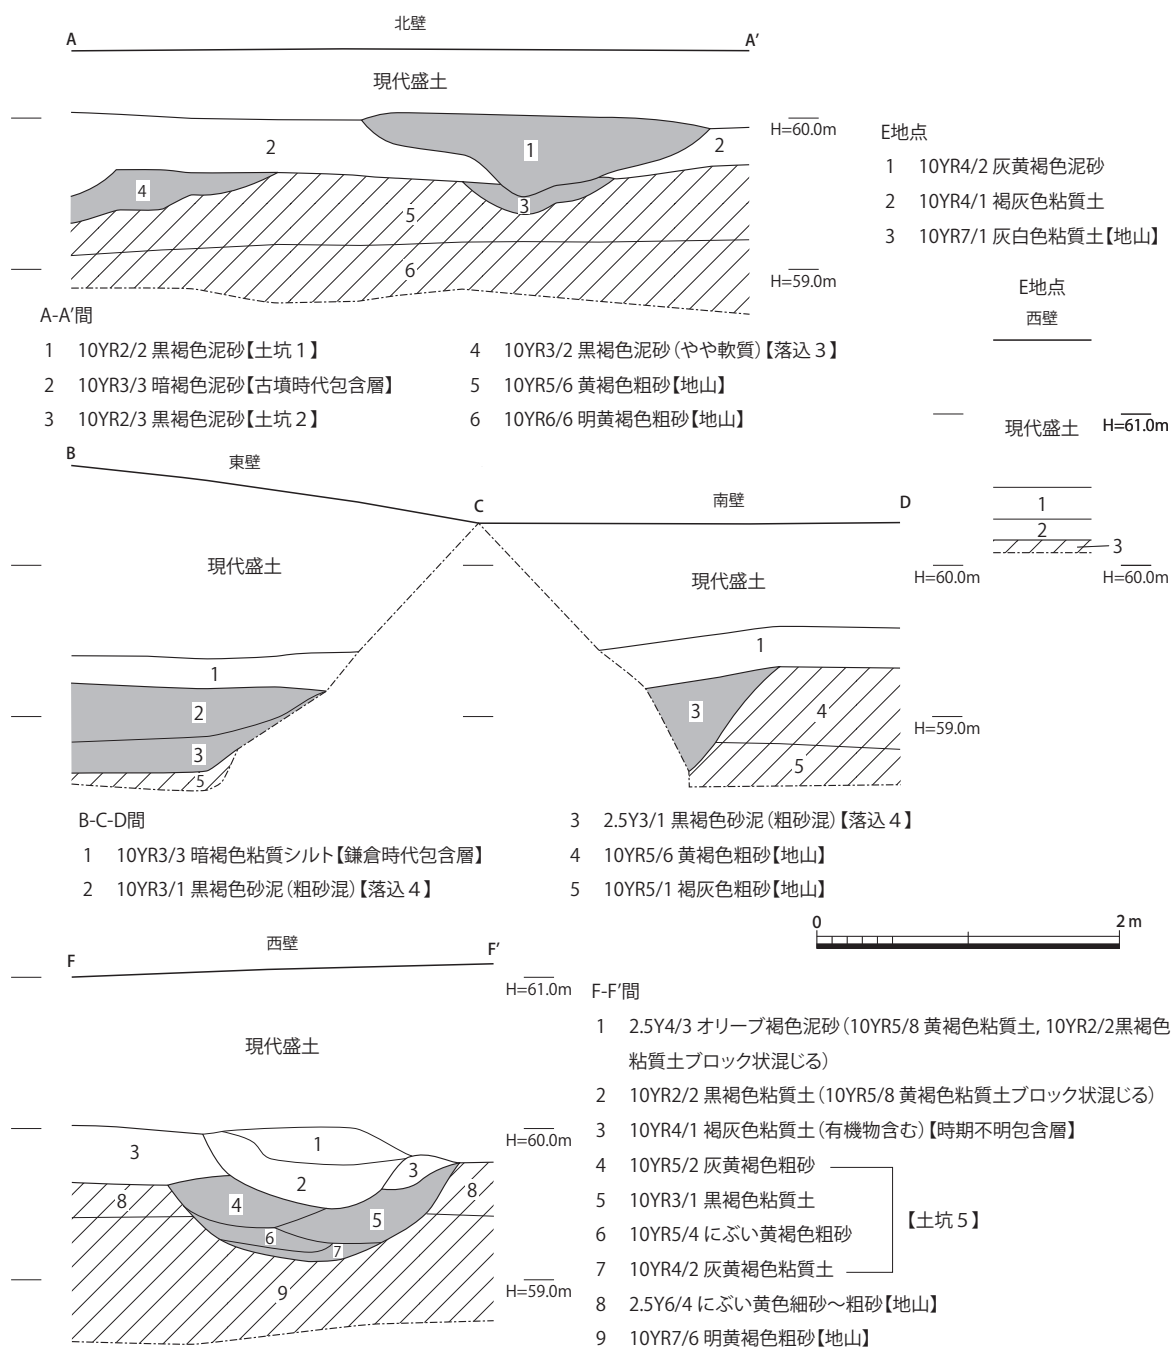 北壁
A
A’
現代盛土
H=60.0m
2
1
2
4
3
5
6
H=59.0m
E地点
1 10YR4/2 灰黄褐色泥砂
2 10YR4/1 褐灰色粘質土
3 10YR7/1 灰白色粘質土【地山】
A-A’間
1 10YR2/2 黒褐色泥砂【土坑１】
2 10YR3/3 暗褐色泥砂【古墳時代包含層】
3 10YR2/3 黒褐色泥砂【土坑２】
4 10YR3/2 黒褐色泥砂（やや軟質）【落込３】
5 10YR5/6 黄褐色粗砂【地山】
6 10YR6/6 明黄褐色粗砂【地山】
E地点
西壁
現代盛土
H=61.0m
1
2
3
H=60.0m
B
東壁
C
南壁
D
現代盛土
現代盛土
H=60.0m
1
2
3
5
1
3
4
5
H=59.0m
B-C-D間
1 10YR3/3 暗褐色粘質シルト【鎌倉時代包含層】
2 10YR3/1 黒褐色砂泥（粗砂混）【落込４】
3 2.5Y3/1 黒褐色砂泥（粗砂混）【落込４】
4 10YR5/6 黄褐色粗砂【地山】
5 10YR5/1 褐灰色粗砂【地山】
0 2 m
F
西壁
F’
H=61.0m
現代盛土
H=60.0m
3
1
2
3
8
4
5
8
6
7
9
H=59.0m
F-F’間
1 2.5Y4/3 オリーブ褐色泥砂（10YR5/8 黄褐色粘質土, 10YR2/2黒褐色
粘質土ブロック状混じる）
2 10YR2/2 黒褐色粘質土（10YR5/8 黄褐色粘質土ブロック状混じる）
3 10YR4/1 褐灰色粘質土（有機物含む）【時期不明包含層】
4 10YR5/2 灰黄褐色粗砂
5 10YR3/1 黒褐色粘質土
6 10YR5/4 にぶい黄褐色粗砂
7 10YR4/2 灰黄褐色粘質土
【土坑５】
8 2.5Y6/4 にぶい黄色細砂～粗砂【地山】
9 10YR7/6 明黄褐色粗砂【地山】